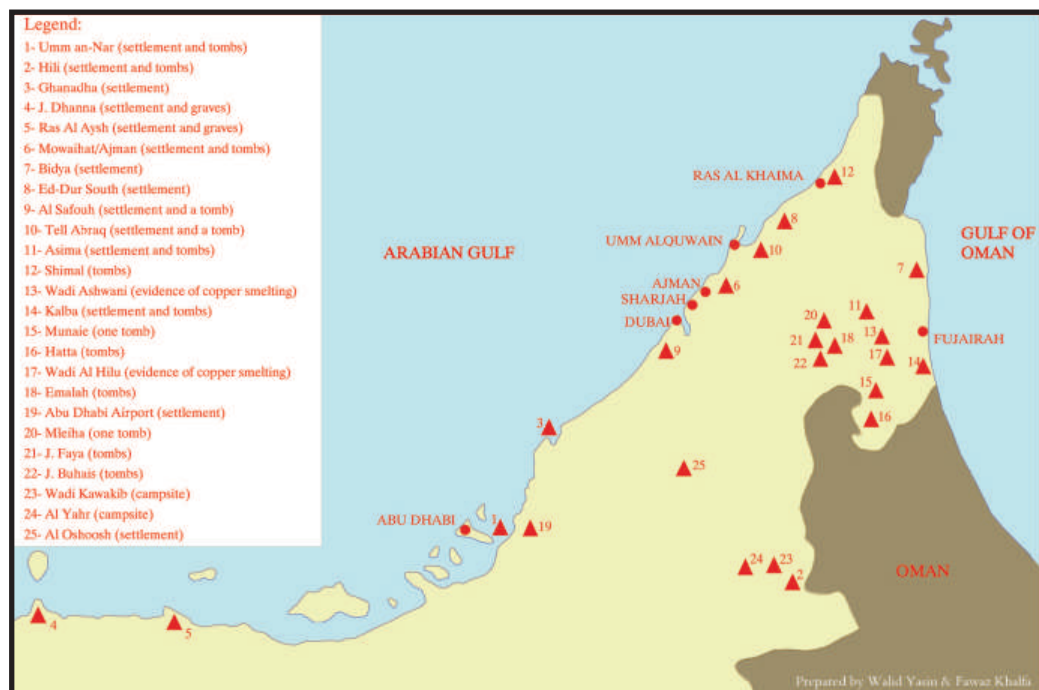 Legend:
1- Umm an-Nar (settlement and tombs)
2- Hili (settlement and tombs)
3- Ghanadha (settlement)
4- J. Dhanna (settlement and graves)
5- Ras Al Aysh (settlement and graves)
6- Mowaihat/Ajman (settlement and tombs)
7- Bidya (settlement)
8- Ed-Dur South (settlement)
9- Al Safouh (settlement and a tomb)
10- Tell Abraq (settlement and a tomb)
11- Asima (settlement and tombs)
12- Shimal (tombs)
13- Wadi Ashwani (evidence of copper smelting)
14- Kalba (settlement and tombs)
15- Munaie (one tomb)
16- Hatta (tombs)
17- Wadi Al Hilu (evidence of copper smelting)
18- Emalah (tombs)
19- Abu Dhabi Airport (settlement)
20- Mleiha (one tomb)
21- J. Faya (tombs)
22- J. Buhais (tombs)
23- Wadi Kawakib (campsite)
24- Al Yahr (campsite)
25- Al Oshoosh (settlement)
RAS AL KHAIMA
12
8
UMM ALQUWAIN
10
ARABIAN GULF
GULF OF
OMAN
7
AJMAN
6
SHARJAH
DUBAI
11
20
13
FUJAIRAH
21
18
9
22
17
14
15
16
3
25
ABU DHABI
1
19
24
23
2
OMAN
4
5
Prepared by Walid Yasin & Fawaz Khalfa